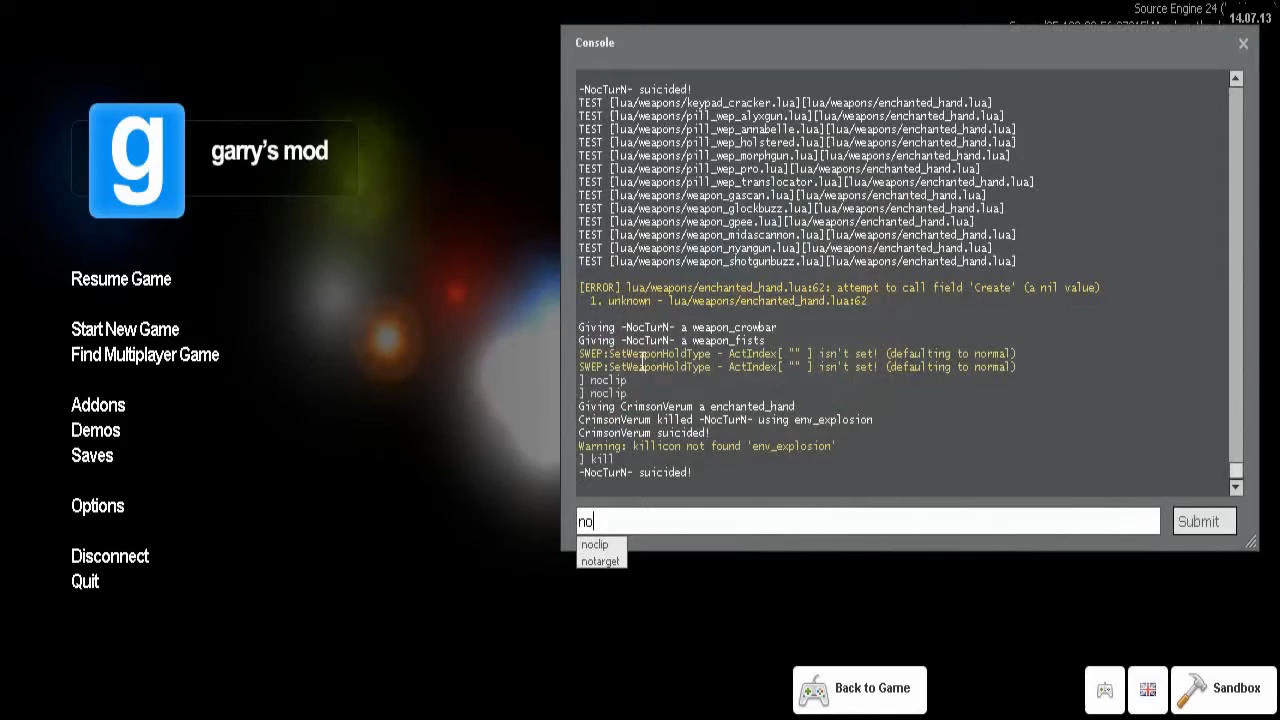 Source Engine 24 ('
14.07.13
Console
garry's mod
g
Resume Game
Start New Game
Find Multiplayer Game
Addons
Demos
Saves
Options
Disconnect
Quit
-NocTurN- suicided!
TEST [lua/weapons/keypad_cracker.lua][lua/weapons/enchanted_hand.lua]
TEST [lua/weapons/pill_wep_alyxgun.lua][lua/weapons/enchanted_hand.lua]
TEST [lua/weapons/pill_wep_annabelle.lua][lua/weapons/enchanted_hand.lua]
TEST [lua/weapons/pill_wep_holstered.lua][lua/weapons/enchanted_hand.lua]
TEST [lua/weapons/pill_wep_morphgun.lua][lua/weapons/enchanted_hand.lua]
TEST [lua/weapons/pill_wep_pro.lua][lua/weapons/enchanted_hand.lua]
TEST [lua/weapons/pill_wep_translocator.lua][lua/weapons/enchanted_hand.lua]
TEST [lua/weapons/weapon_gascan.lua][lua/weapons/enchanted_hand.lua]
TEST [lua/weapons/weapon_glockbuzz.lua][lua/weapons/enchanted_hand.lua]
TEST [lua/weapons/weapon_gpee.lua][lua/weapons/enchanted_hand.lua]
TEST [lua/weapons/weapon_midascannon.lua][lua/weapons/enchanted_hand.lua]
TEST [lua/weapons/weapon_nyangun.lua][lua/weapons/enchanted_hand.lua]
TEST [lua/weapons/weapon_shotgunbuzz.lua][lua/weapons/enchanted_hand.lua]
[ERROR] lua/weapons/enchanted_hand.lua:62: attempt to call field 'Create' (a nil value)
1. unknown - lua/weapons/enchanted_hand.lua:62
Giving -NocTurN- a weapon_crowbar
Giving -NocTurN- a weapon_fists
SWEP:SetWeaponHoldType - ActIndex[ "" ] isn't set! (defaulting to normal)
SWEP:SetWeaponHoldType - ActIndex[ "" ] isn't set! (defaulting to normal)
] noclip
] noclip
Giving CrimsonVerum a enchanted_hand
CrimsonVerum killed -NocTurN- using env_explosion
CrimsonVerum suicided!
Warning: killicon not found 'env_explosion'
] kill
-NocTurN- suicided!
no
Submit
noclip
notarget
Back to Game
Sandbox